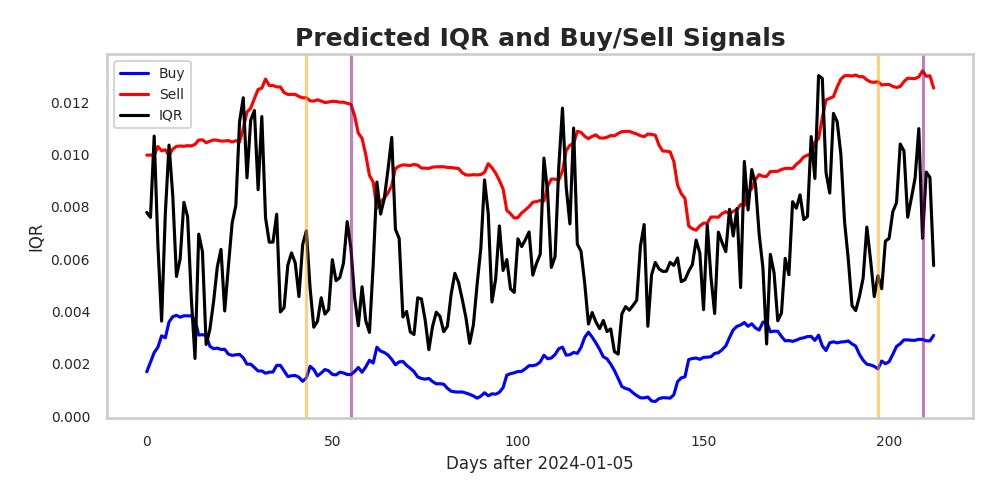 Predicted IQR and Buy/Sell Signals
Buy
Sell
IQR
0.012
0.010
0.008
0.006
0.004
0.002
0.000
IQR
0
50
100
150
200
Days after 2024-01-05